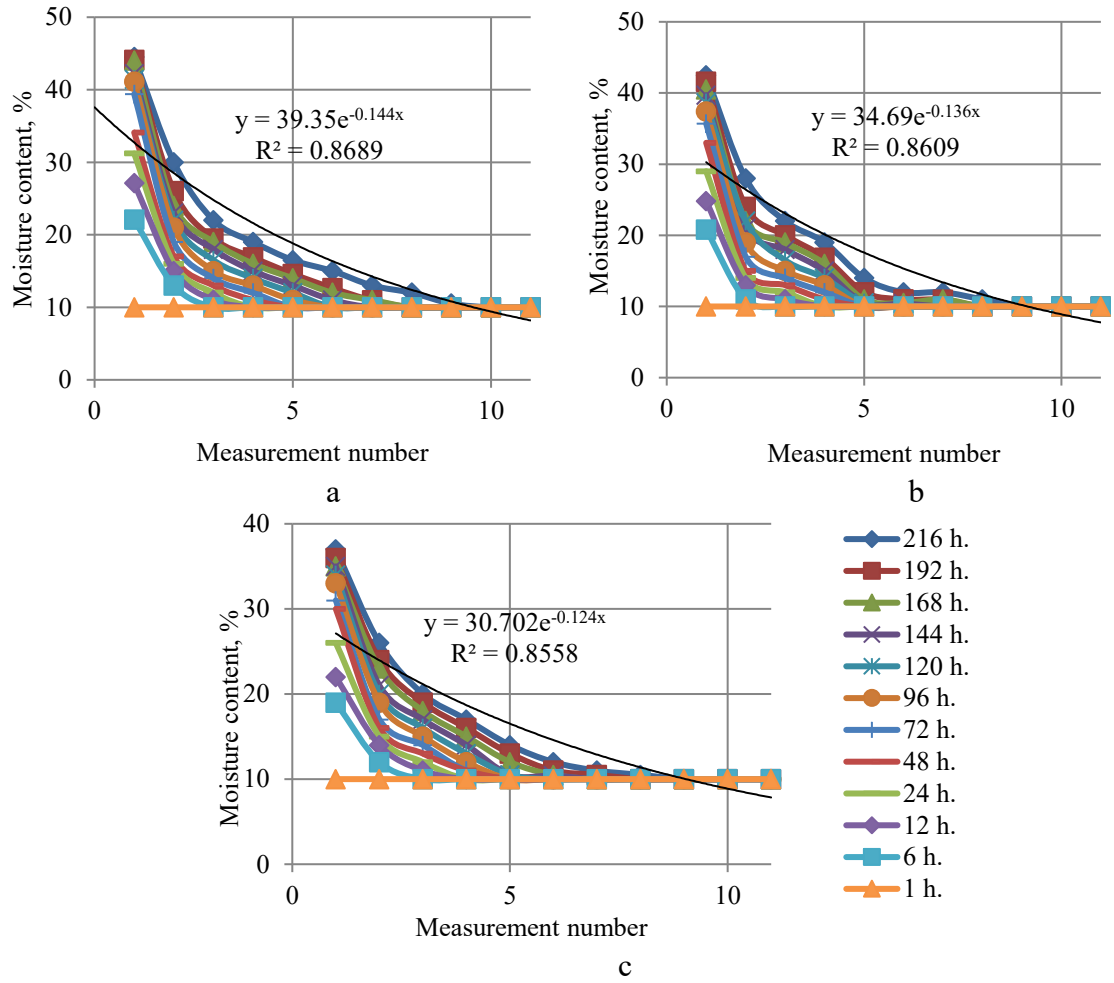 50
40
30
20
10
0
Moisture content, %
y = 39.35e^-0.144x
R² = 0.8689
0
5
10
Measurement number
a
50
40
30
20
10
0
Moisture content, %
y = 34.69e^-0.136x
R² = 0.8609
0
5
10
Measurement number
b
40
30
20
10
0
Moisture content, %
y = 30.702e^-0.124x
R² = 0.8558
0
5
10
Measurement number
c
216 h.
192 h.
168 h.
144 h.
120 h.
96 h.
72 h.
48 h.
24 h.
12 h.
6 h.
1 h.